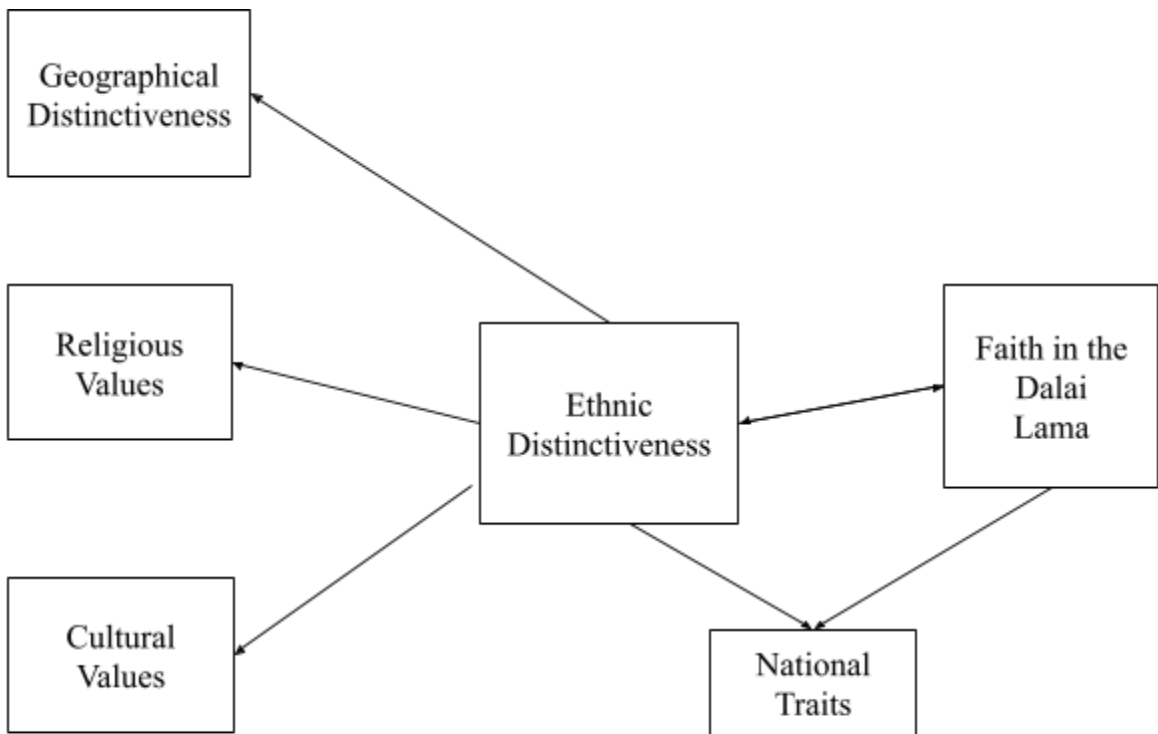 Geographical
Distinctiveness
Religious
Values
Ethnic
Distinctiveness
Faith in the
Dalai
Lama
Cultural
Values
National
Traits